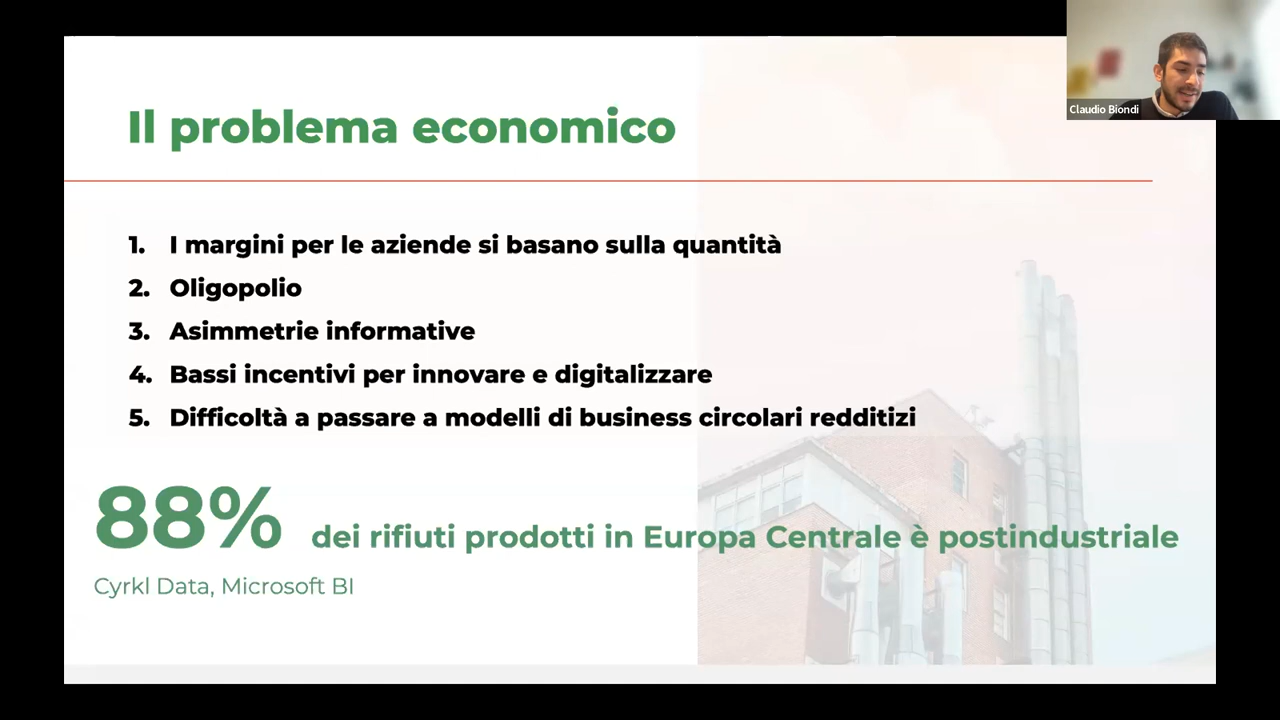 Il problema economico
Claudio Biondi
1. I margini per le aziende si basano sulla quantità
2. Oligopolio
3. Asimmetrie informative
4. Bassi incentivi per innovare e digitalizzare
5. Difficoltà a passare a modelli di business circolari redditizi
88% dei rifiuti prodotti in Europa Centrale è postindustriale
Cyrkl Data, Microsoft BI